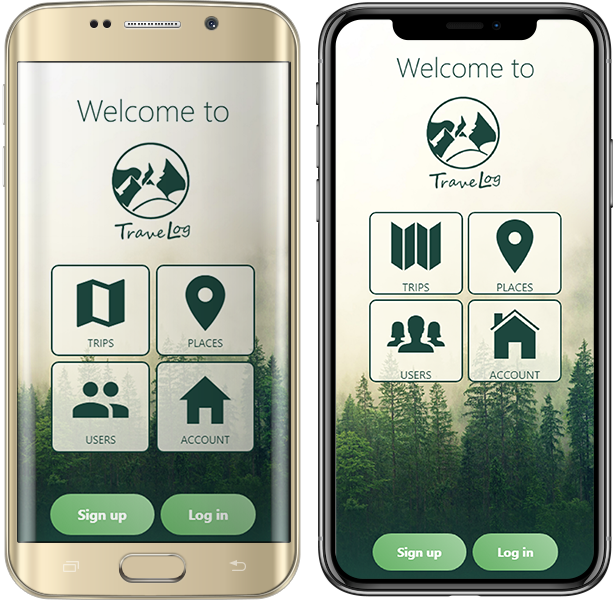 Welcome to
TraveLog
TRIPS
PLACES
USERS
ACCOUNT
Sign up
Log in
Welcome to
TraveLog
TRIPS
PLACES
USERS
ACCOUNT
Sign up
Log in